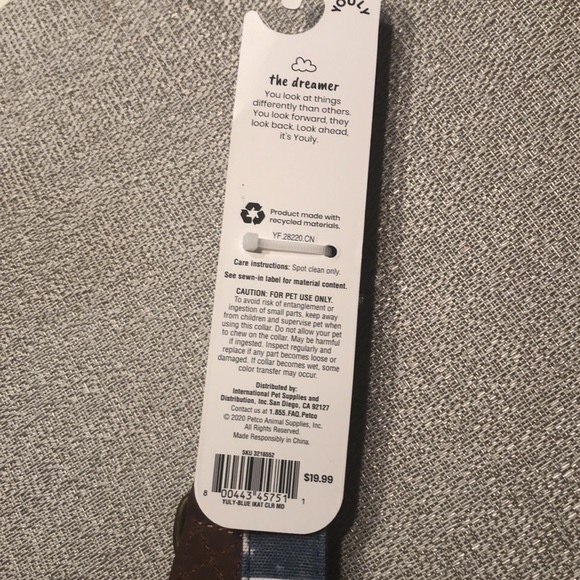 YOULY
the dreamer
You look at things
differently than others.
You look forward, they
look back. Look ahead,
it's Youly.
Product made with
recycled materials.
YF.28220.CN
Care instructions: Spot clean only.
See sewn-in label for material content.
CAUTION: FOR PET USE ONLY.
To avoid risk of entanglement or
ingestion of small parts, keep away
from children and supervise pet when
using this collar. Do not allow your pet
to chew on the collar. May be harmful
if ingested. Inspect regularly and
replace if any part becomes loose or
damaged. If collar becomes wet, some
color transfer may occur.
Distributed by:
International Pet Supplies and
Distribution, Inc. San Diego, CA 92127
Contact us at 1.855.FAQ.Petco
© 2020 Petco Animal Supplies, Inc.
All Rights Reserved.
Made Responsibly in China.
SKU 3216552
$19.99
8 00443 45751 1
YULY-BLUE IKAT CLR MD